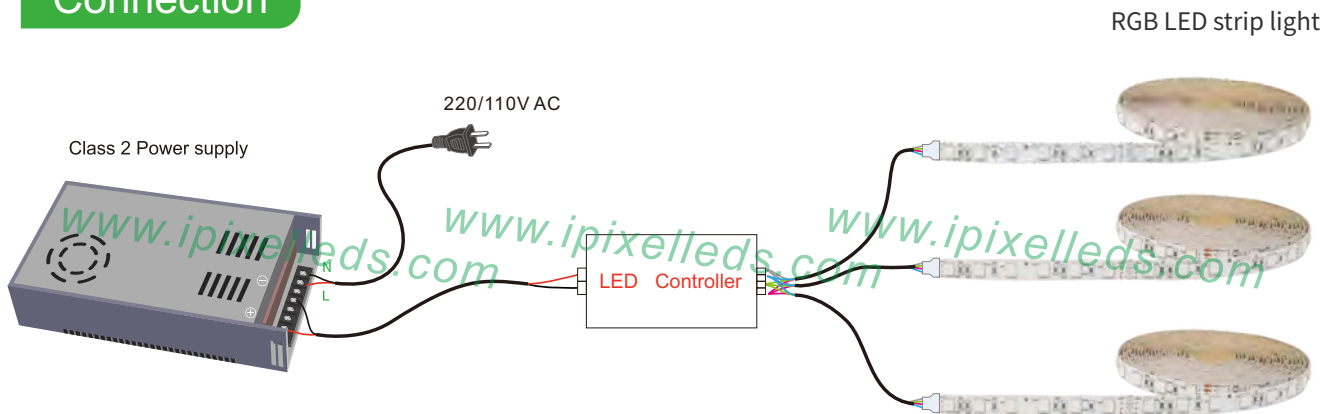 Connection
RGB LED strip light
220/110V AC
Class 2 Power supply
www.ipixelleds.com
www.ipixelleds.com
www.ipixelleds.com
N
L
LED Controller